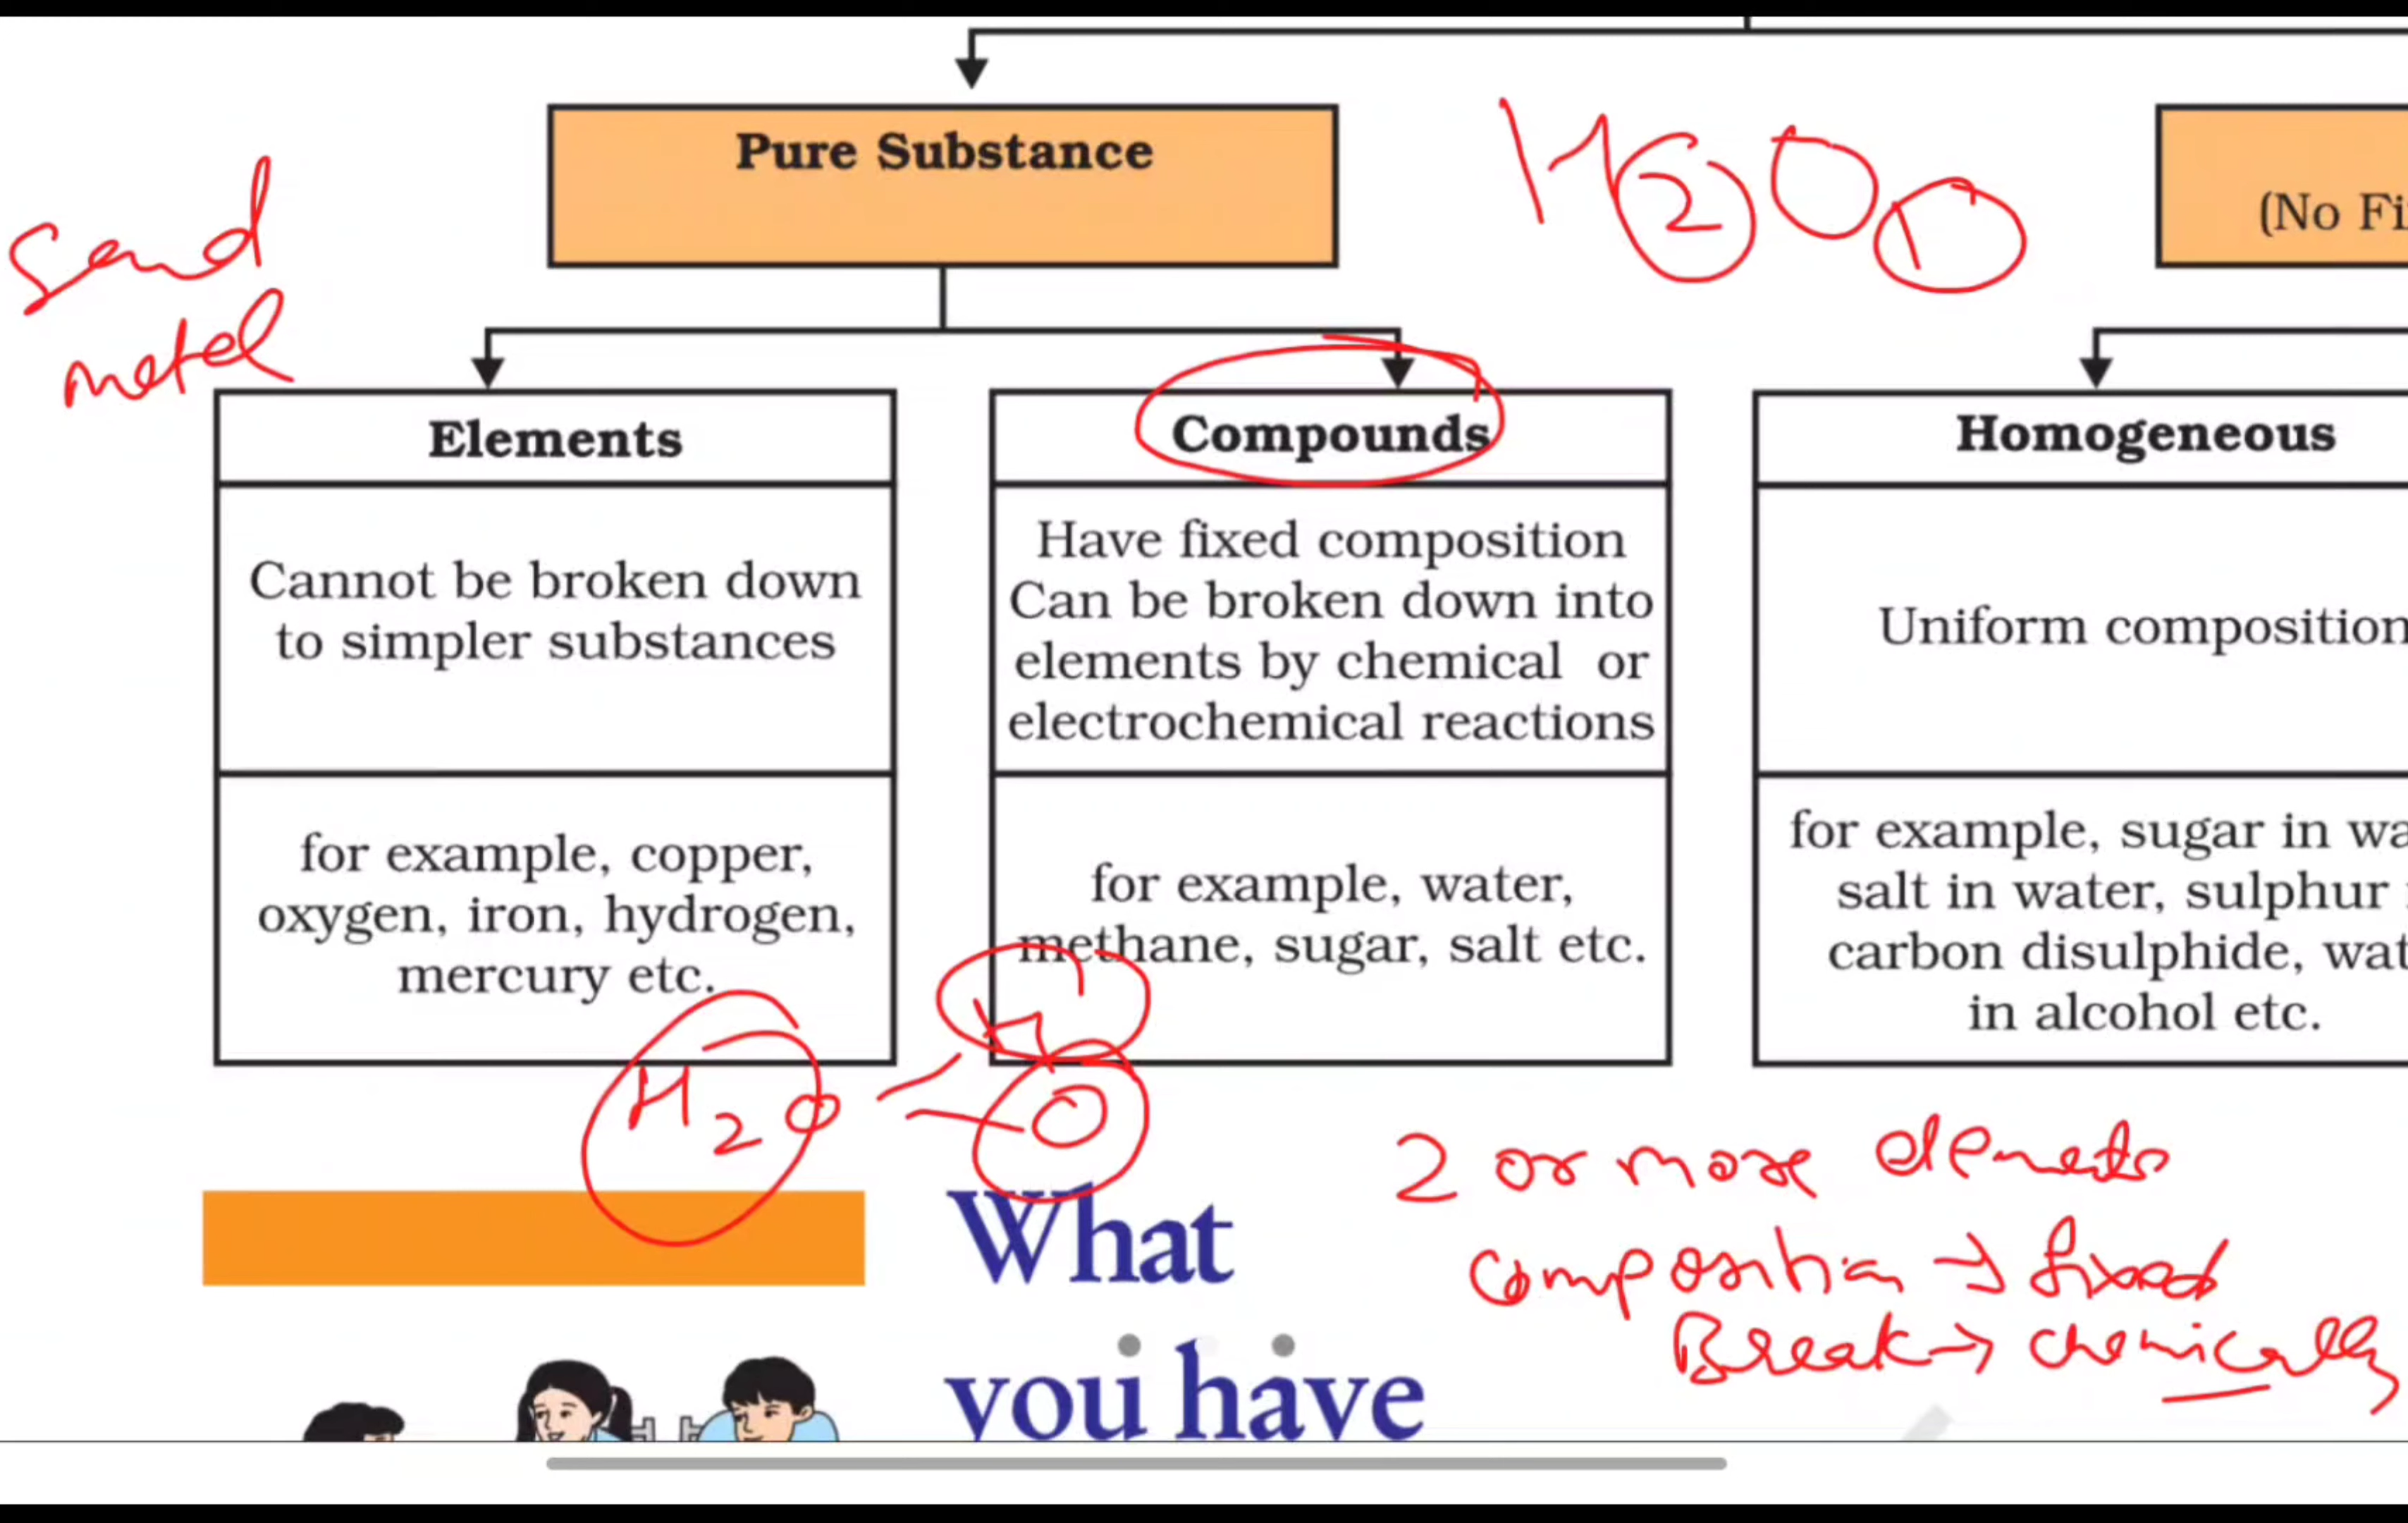 Pure Substance
H2O1
(No Fi
Sand
metal
Elements
Cannot be broken down
to simpler substances
for example, copper,
oxygen, iron, hydrogen,
mercury etc.
Compounds
Have fixed composition
Can be broken down into
elements by chemical or
electrochemical reactions
for example, water,
methane, sugar, salt etc.
Homogeneous
Uniform composition
for example, sugar in wa
salt in water, sulphur
carbon disulphide, wat
in alcohol etc.
H2O
H
O
2 or more elements
Composition → fixed
Break → chemically
What
you have